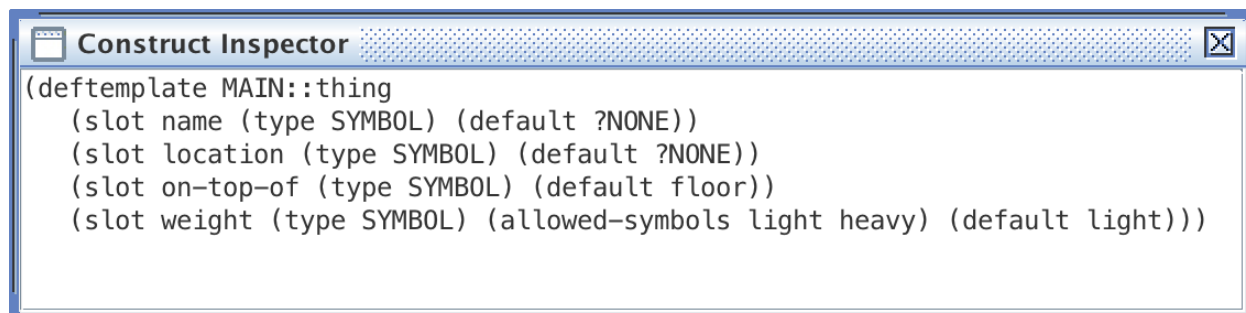 Construct Inspector
(deftemplate MAIN::thing
(slot name (type SYMBOL) (default ?NONE))
(slot location (type SYMBOL) (default ?NONE))
(slot on-top-of (type SYMBOL) (default floor))
(slot weight (type SYMBOL) (allowed-symbols light heavy) (default light)))